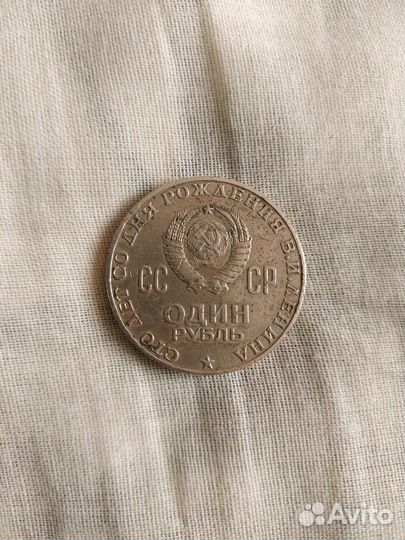 СТО ЛЕТ СО ДНЯ РОЖДЕНИЯ В.И.ЛЕНИНА
СС СР
ОДИН
РУБЛЬ
Avito